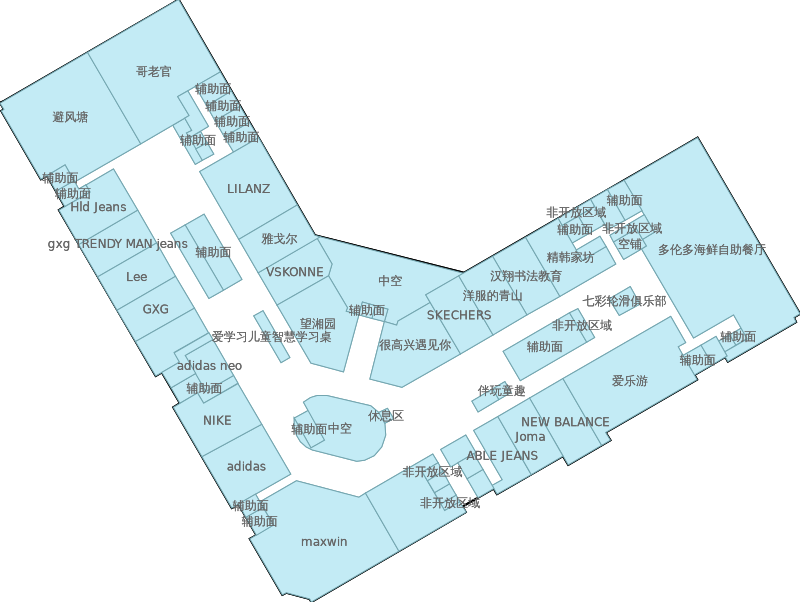 哥老官
辅助面
辅助面
避风塘
辅助面
辅助面
辅助面
辅助面
辅助面
LILANZ
辅助面
Hld Jeans
非开放区域
辅助面
雅戈尔
gxg TRENDY MAN jeans
辅助面
非开放区域
空铺
多伦多海鲜自助餐厅
精韩家坊
VSKONNE
Lee
中空
汉翔书法教育
洋服的青山
七彩轮滑俱乐部
GXG
辅助面
SKECHERS
望湘园
非开放区域
爱学习儿童智慧学习桌
辅助面
很高兴遇见你
辅助面
辅助面
adidas neo
爱乐游
辅助面
伴玩童趣
休息区
NIKE
辅助面
中空
NEW BALANCE
Joma
ABLE JEANS
adidas
非开放区域
辅助面
非开放区域
辅助面
maxwin